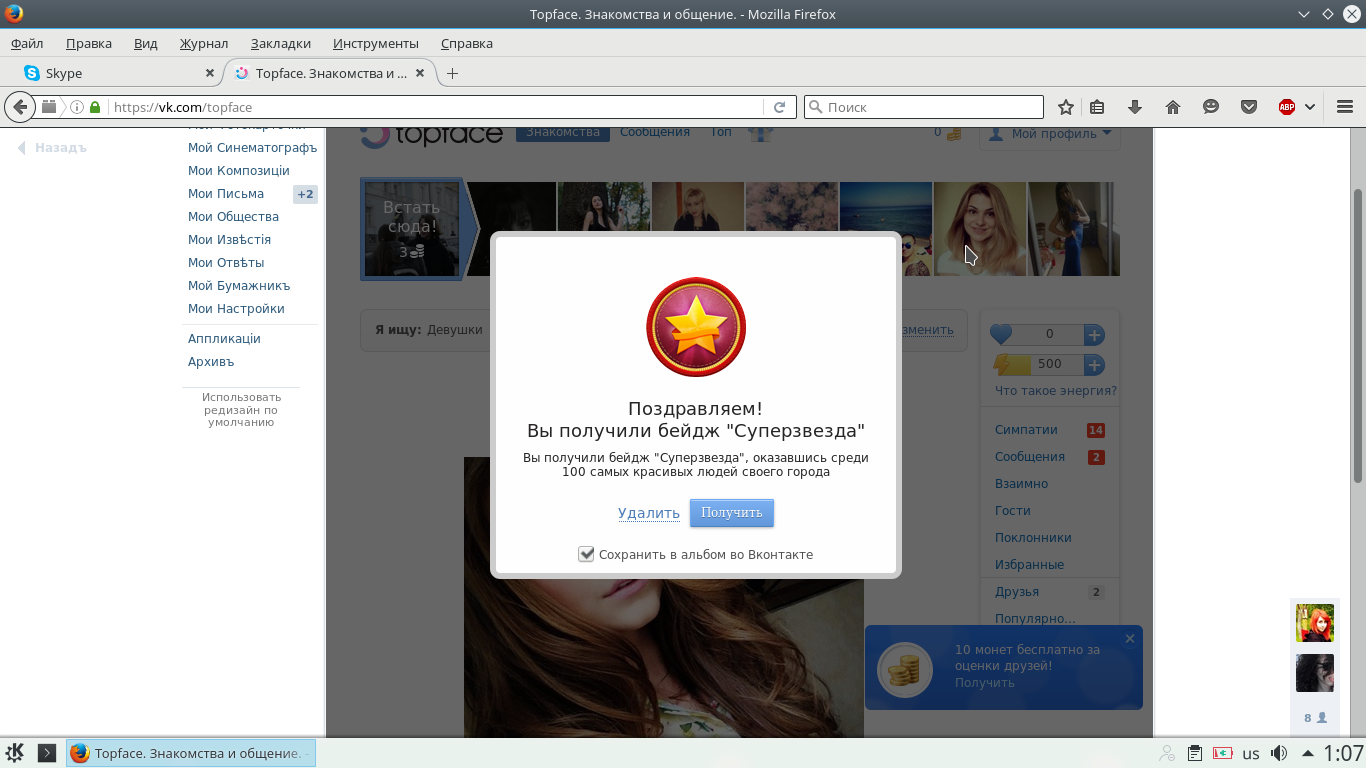 Topface. Знакомства и общение. - Mozilla Firefox
Файл Правка Вид Журнал Закладки Инструменты Справка
Skype
Topface. Знакомства и ...
https://vk.com/topface
Поиск
ABP
Назадъ
Мой Синематографъ
Мои Композиціи
Мои Письма +2
Мои Общества
Мои Извѣстія
Мои Отвѣты
Мой Бумажникъ
Мои Настройки
Аппликаціи
Архивъ
Использовать
редизайн по
умолчанию
topface
Знакомства
Сообщения
Топ
0
Мой профиль
Встать
сюда!
3
Я ищу: Девушки
зменить
0
500
Что такое энергия?
Симпатии 14
Сообщения 2
Взаимно
Гости
Поклонники
Избранные
Друзья 2
Популярно...
Поздравляем!
Вы получили бейдж "Суперзвезда"
Вы получили бейдж "Суперзвезда", оказавшись среди
100 самых красивых людей своего города
Удалить
Получить
Сохранить в альбом во Вконтакте
10 монет бесплатно за
оценки друзей!
Получить
8
Topface. Знакомства и общение. -
us
1:07